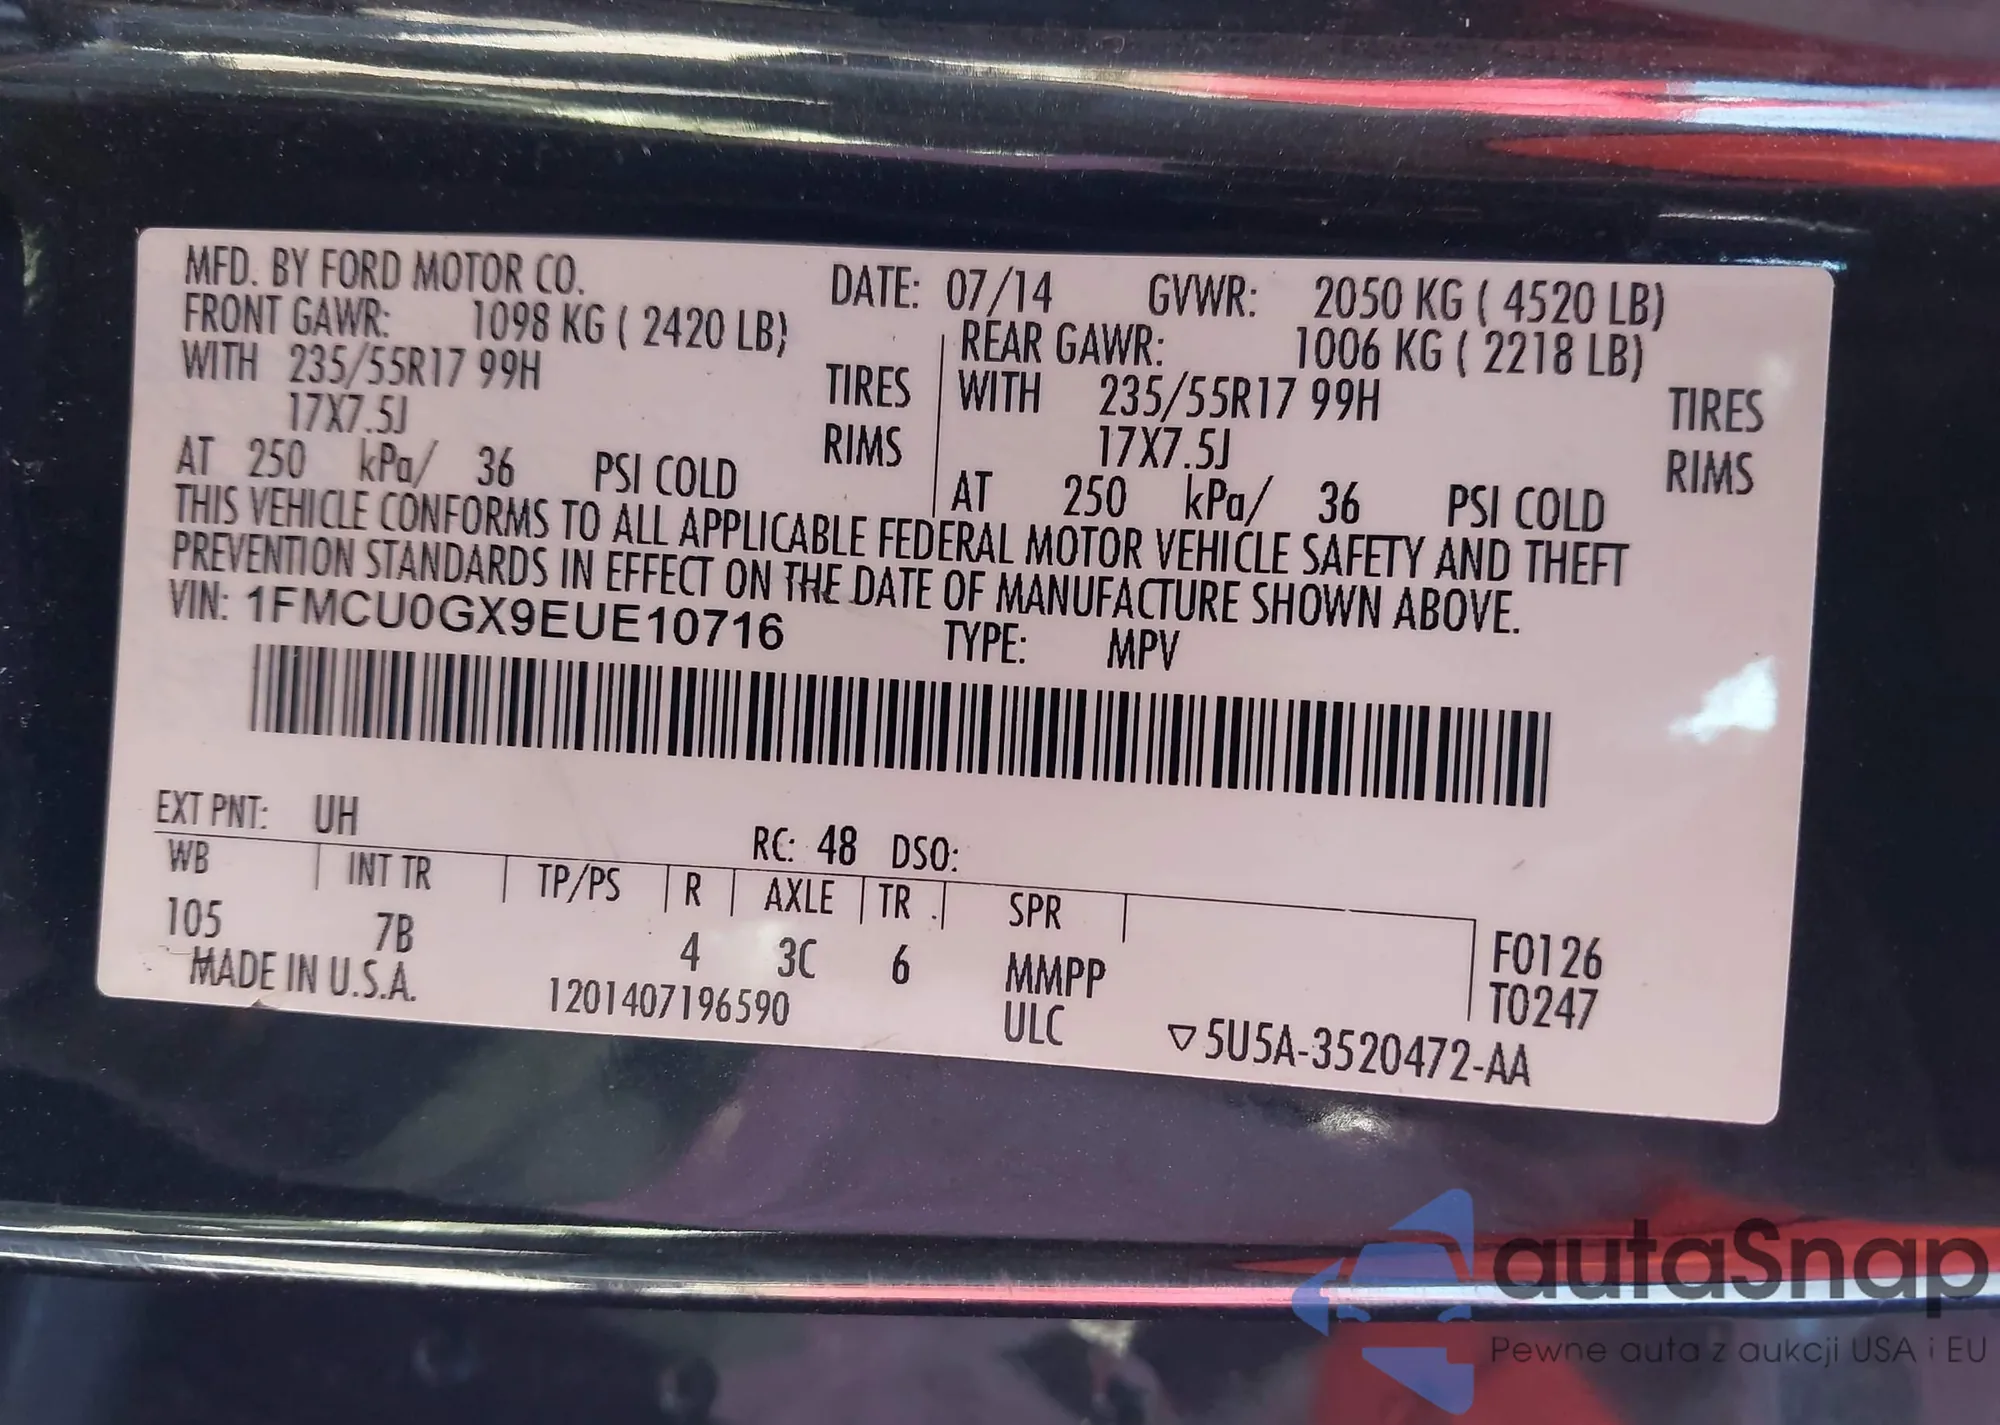 MFD. BY FORD MOTOR CO. DATE: 07/14 GVWR: 2050 KG ( 4520 LB)
FRONT GAWR: 1098 KG ( 2420 LB) REAR GAWR: 1006 KG ( 2218 LB)
WITH 235/55R17 99H TIRES WITH 235/55R17 99H TIRES
17X7.5J RIMS 17X7.5J RIMS
AT 250 kPa/ 36 PSI COLD AT 250 kPa/ 36 PSI COLD
THIS VEHICLE CONFORMS TO ALL APPLICABLE FEDERAL MOTOR VEHICLE SAFETY AND THEFT
PREVENTION STANDARDS IN EFFECT ON THE DATE OF MANUFACTURE SHOWN ABOVE.
VIN: 1FMCU0GX9EUE10716 TYPE: MPV
EXT PNT: UH RC: 48 DSO:
WB INT TR TP/PS R AXLE TR SPR
105 7B 4 3C 6 MMPP F0126
MADE IN U.S.A. 1201407196590 ULC T0247
▽5U5A-3520472-AA
autaSnap
Pewne auta z aukcji USA i EU